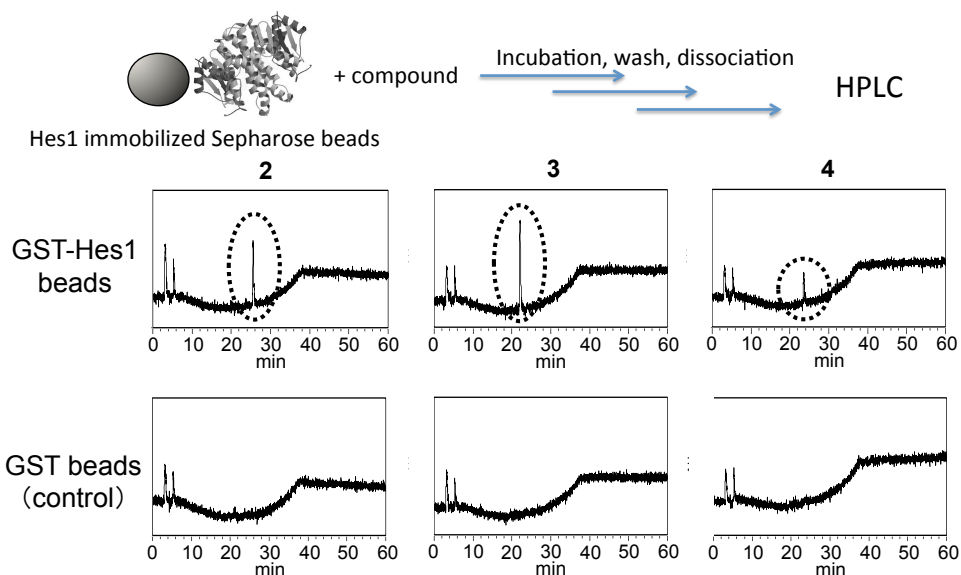 Incubation, wash, dissociation
+ compound
HPLC
Hes1 immobilized Sepharose beads
2 3 4
GST-Hes1
beads
0 10 20 30 40 50 60
min
0 10 20 30 40 50 60
min
0 10 20 30 40 50 60
min
GST beads
（control）
0 10 20 30 40 50 60
min
0 10 20 30 40 50 60
min
0 10 20 30 40 50 60
min